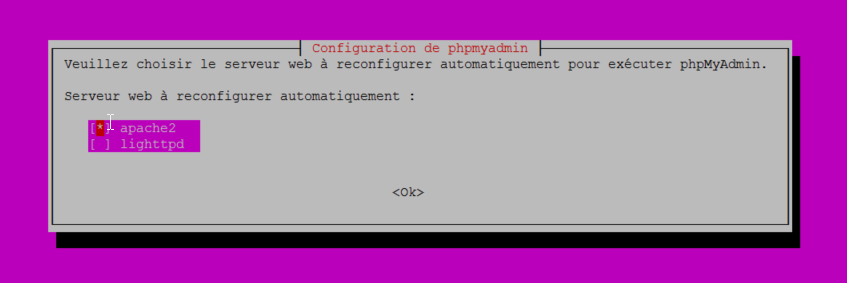 Configuration de phpmyadmin
Veuillez choisir le serveur web à reconfigurer automatiquement pour exécuter phpMyAdmin.
Serveur web à reconfigurer automatiquement :
[*] apache2
[ ] lighttpd
<Ok>